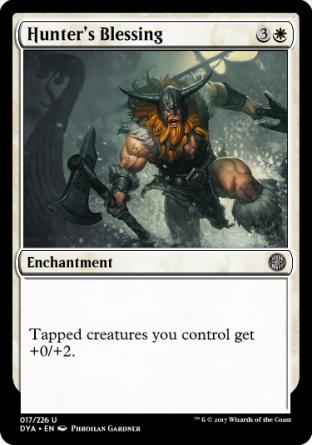 Hunter's Blessing 3
Enchantment
Tapped creatures you control get
+0/+2.
017/226 U
DYA • EN PHROILAN GARDNER
™ & © 2017 Wizards of the Coast